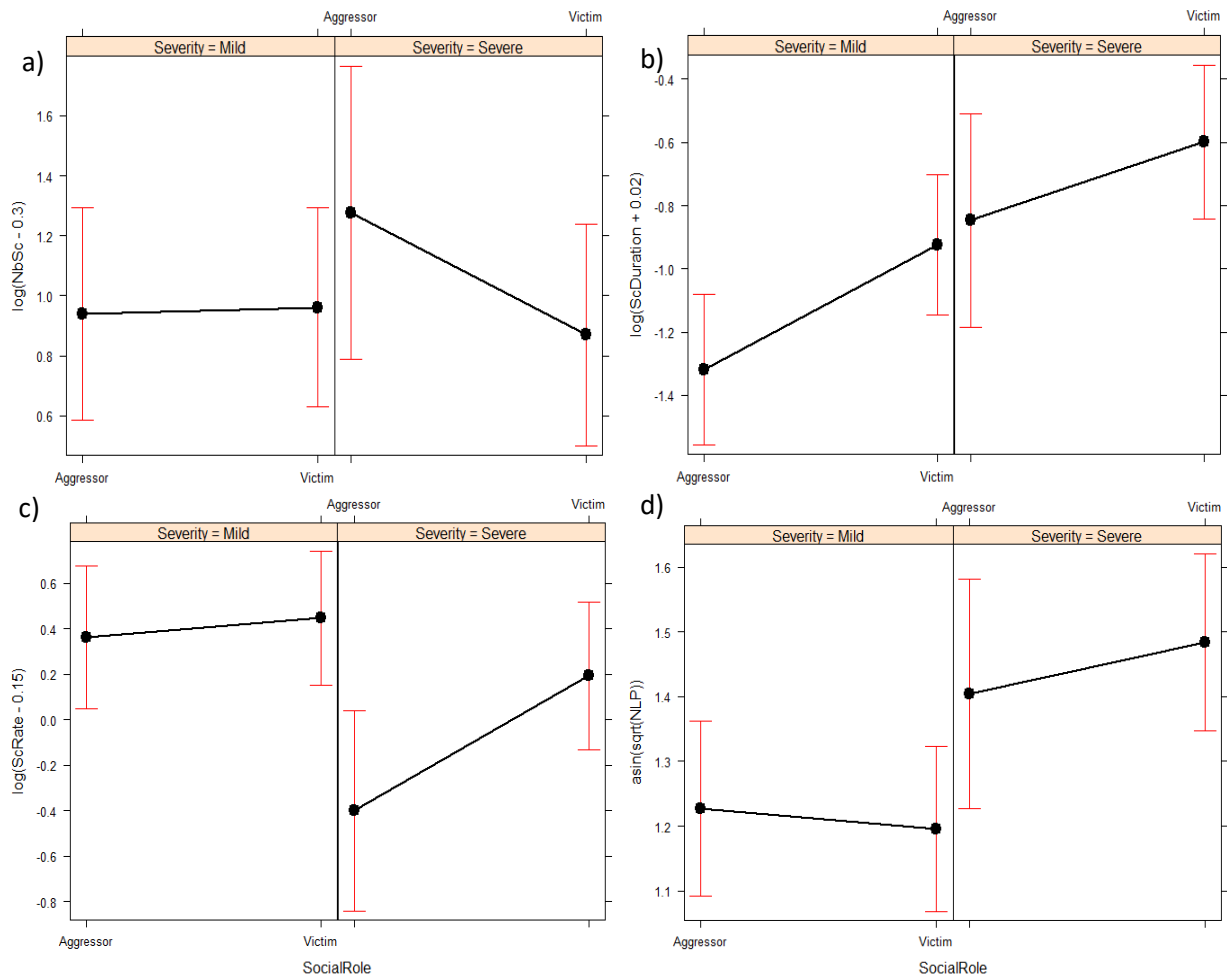 a)
Aggressor Victim
Severity = Mild Severity = Severe
log(NbSc - 0.3)
1.6
1.4
1.2
1.0
0.8
0.6
Aggressor Victim
b)
Aggressor Victim
Severity = Mild Severity = Severe
log(ScDuration + 0.02)
-0.4
-0.6
-0.8
-1.0
-1.2
-1.4
Aggressor Victim
c)
Aggressor Victim
Severity = Mild Severity = Severe
log(ScRate - 0.15)
0.6
0.4
0.2
0.0
-0.2
-0.4
-0.6
-0.8
Aggressor Victim
SocialRole
d)
Aggressor Victim
Severity = Mild Severity = Severe
asin(sqrt(NLP))
1.6
1.5
1.4
1.3
1.2
1.1
Aggressor Victim
SocialRole